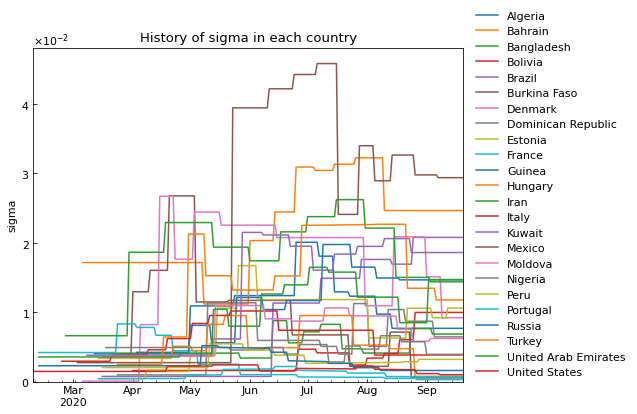 History of sigma in each country
×10⁻²
4
3
2
1
0
sigma
Mar
2020
Apr
May
Jun
Jul
Aug
Sep
Algeria
Bahrain
Bangladesh
Bolivia
Brazil
Burkina Faso
Denmark
Dominican Republic
Estonia
France
Guinea
Hungary
Iran
Italy
Kuwait
Mexico
Moldova
Nigeria
Peru
Portugal
Russia
Turkey
United Arab Emirates
United States